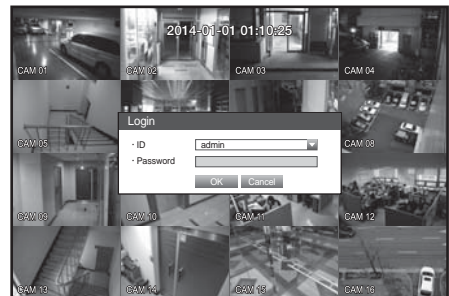 2014-01-01 01:10:25
CAM 01
CAM 02
CAM 03
CAM 04
Login
· ID
admin
· Password
OK
Cancel
CAM 05
CAM 08
CAM 09
CAM 10
CAM 11
CAM 12
CAM 13
CAM 14
CAM 15
CAM 16